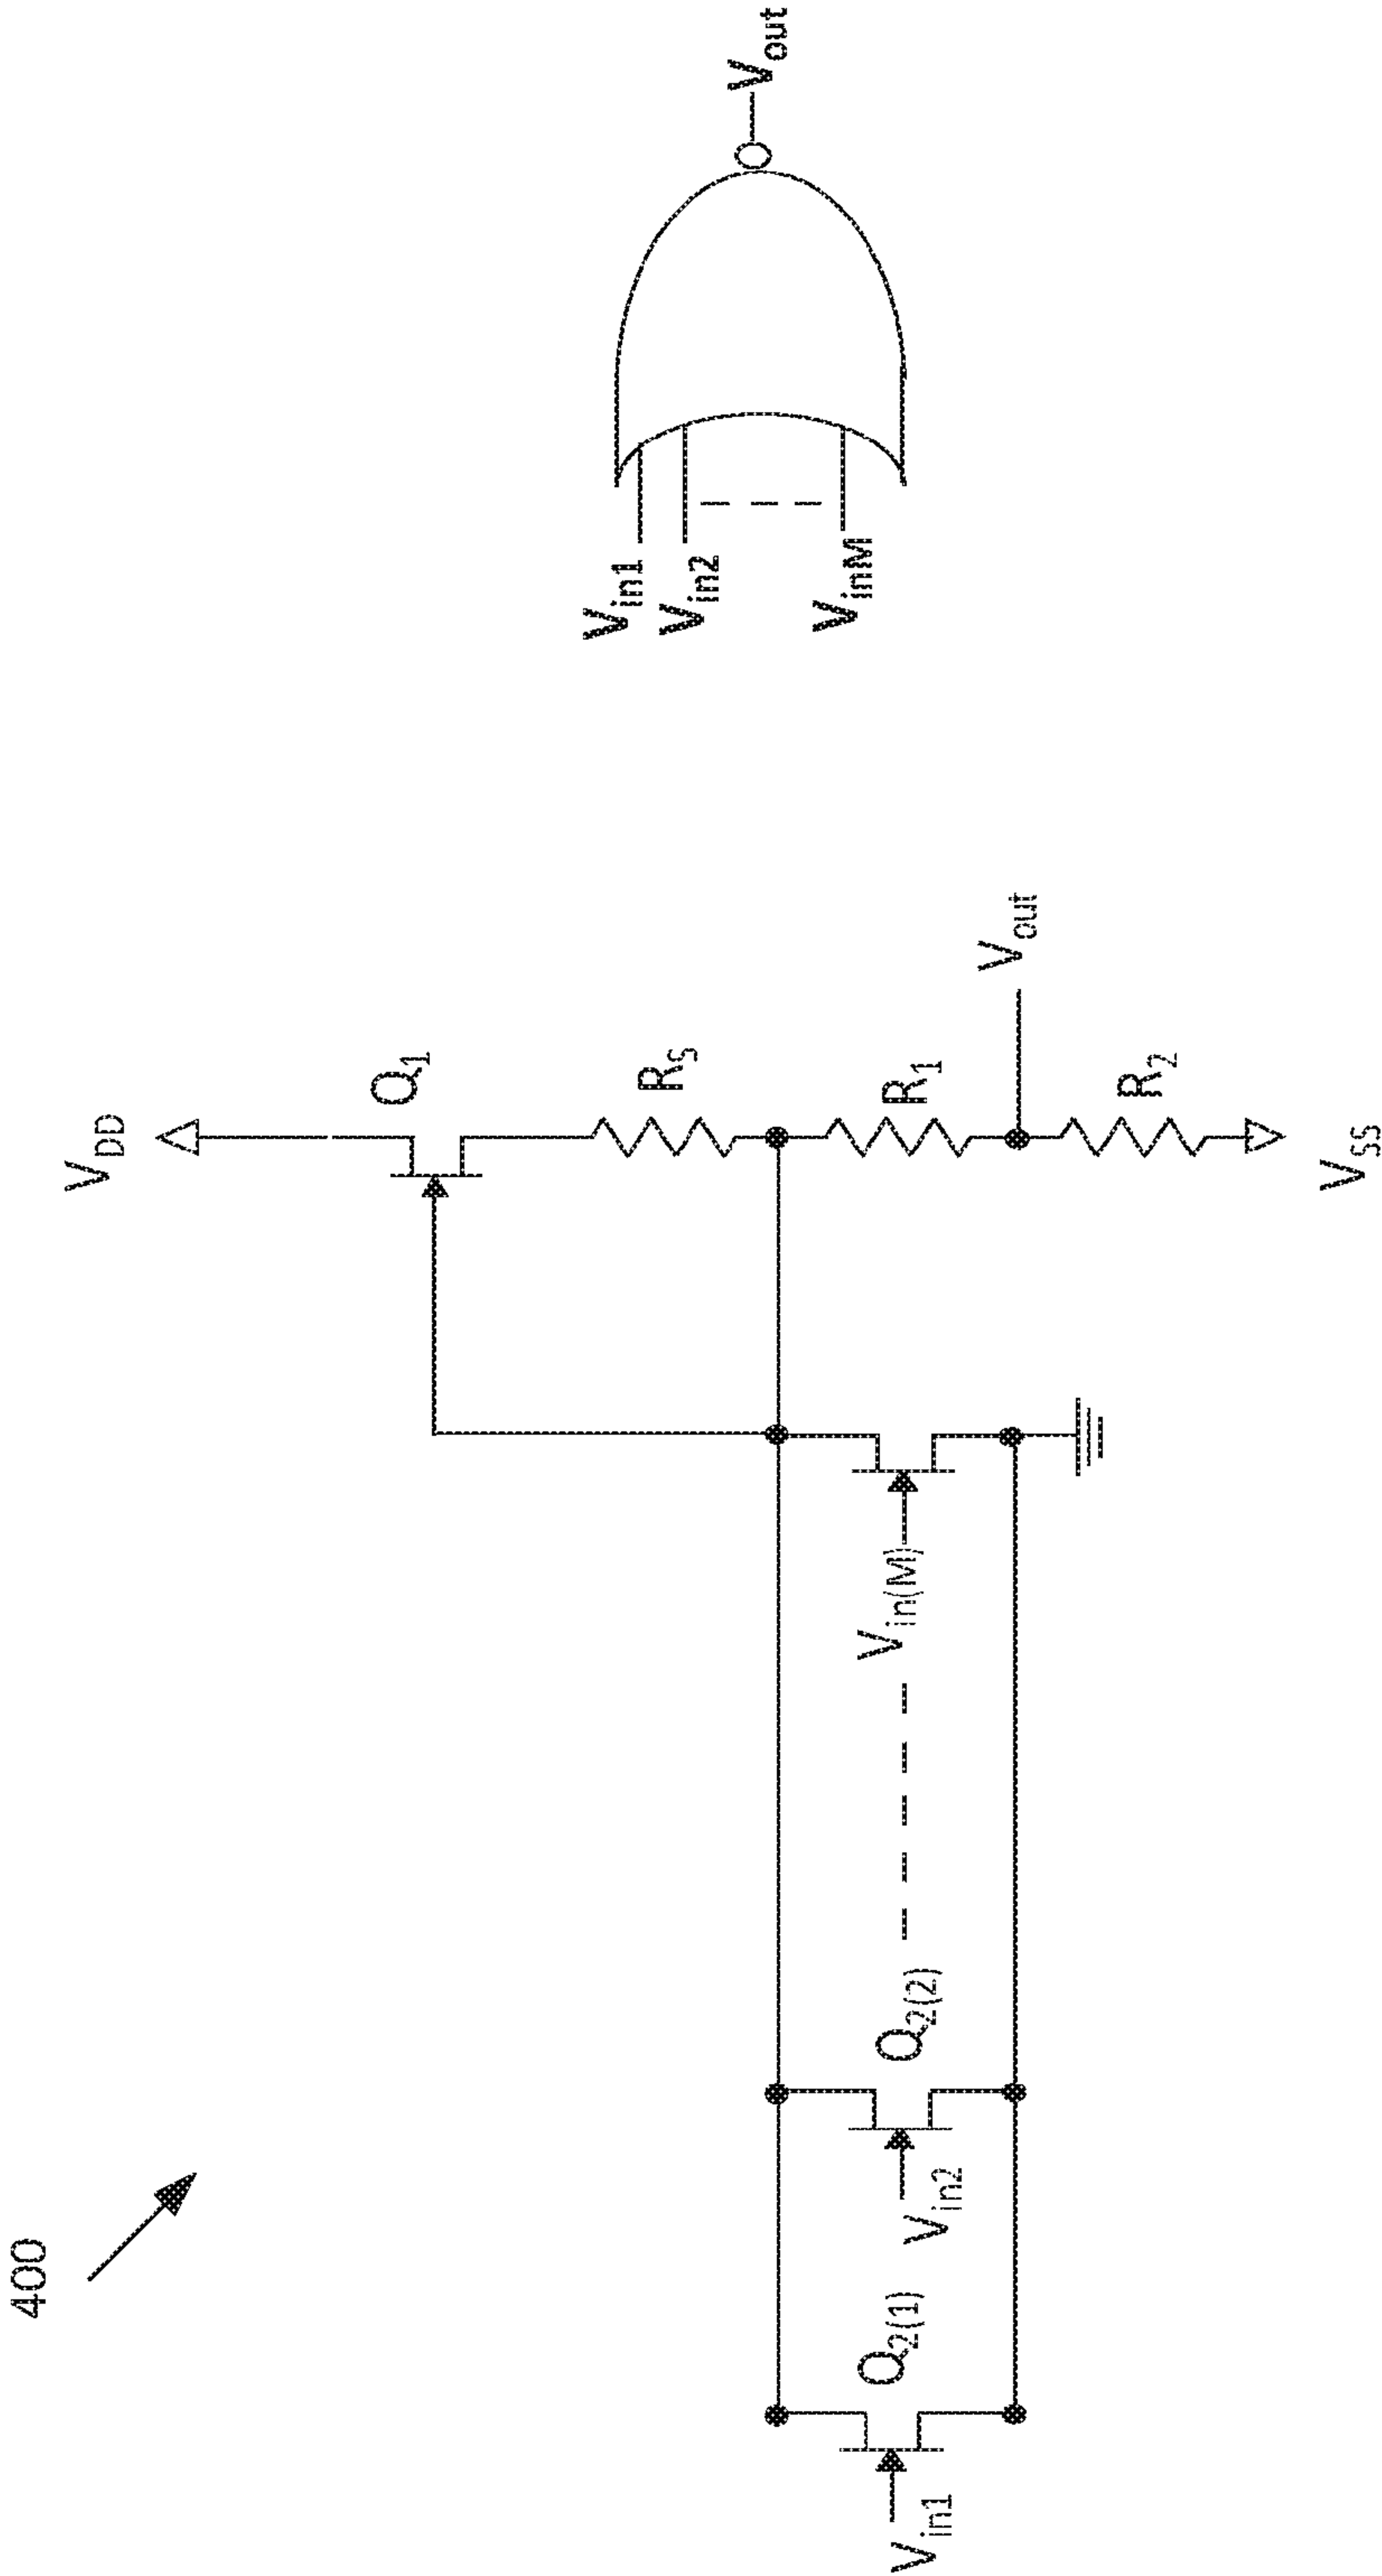 400
V_DD
Q_1
R_S
R_1
V_out
R_2
V_SS
V_in1
Q_2(1)
V_in2
Q_2(2)
V_in(M)
V_in1
V_in2
V_inM
V_out